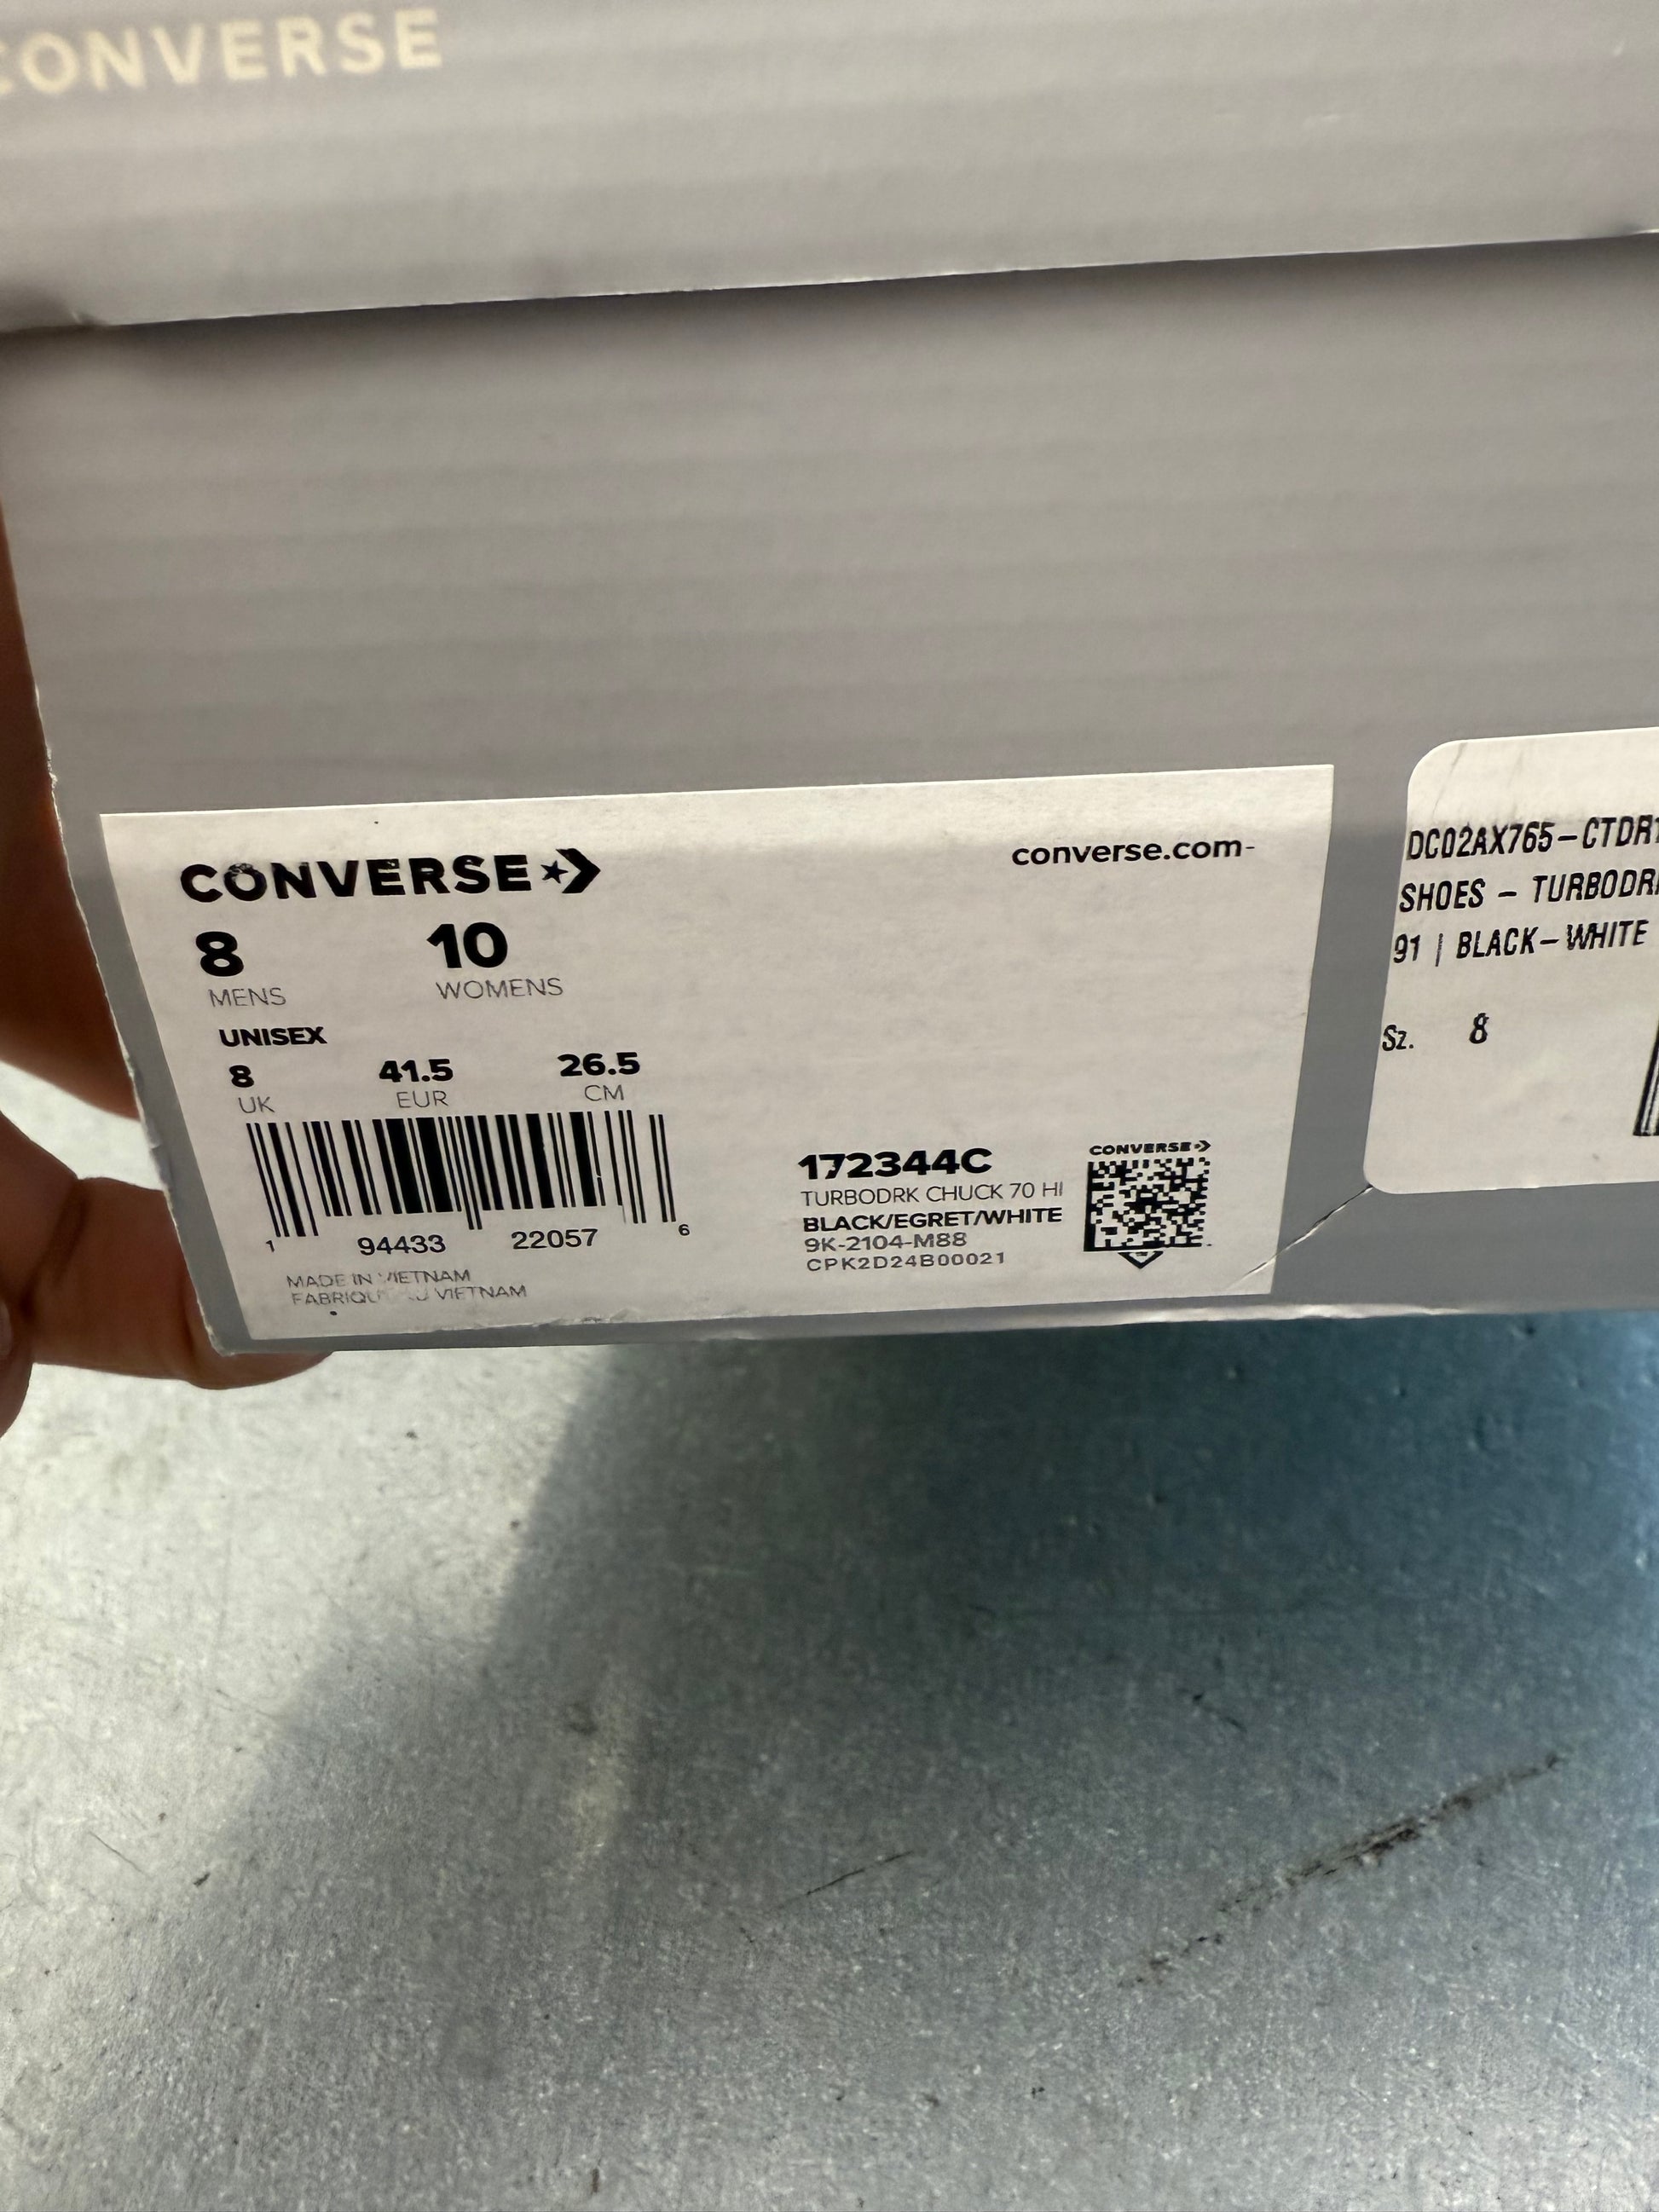 CONVERSE
CONVERSE
converse.com
8 10
MENS WOMENS
UNISEX
8 41.5 26.5
UK EUR CM
1 94433 22057 6
MADE IN VIETNAM
VIETNAM
172344C
TURBODRK CHUCK 70 HI
BLACK/EGRET/WHITE
9K-2104-M88
CPK2D24B00021
CONVERSE
DC02AX765-CTDR
SHOES - TURBODR
91 | BLACK-WHITE
Sz. 8